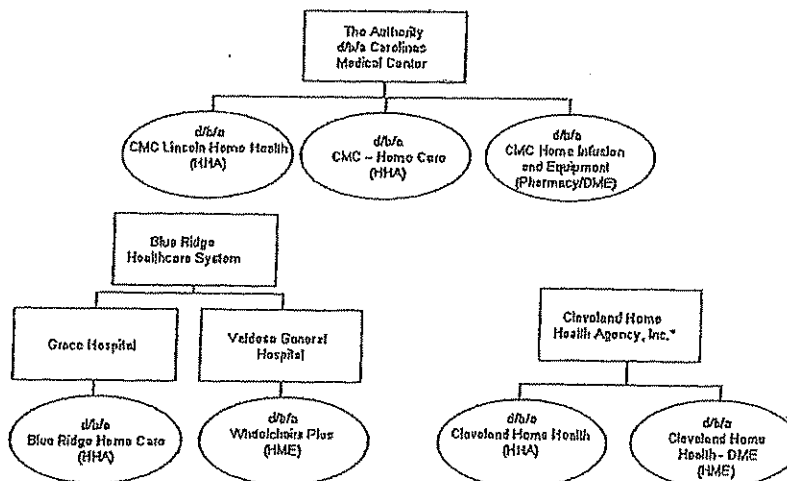 The Authority
d/b/a Carolinas
Medical Center
d/b/a
CMC Lincoln Home Health
(HHA)
d/b/a
CMC – Home Care
(HHA)
d/b/a
CMC Home Infusion
and Equipment
(Pharmacy/DME)
Blue Ridge
Healthcare System
Grace Hospital
Valdese General
Hospital
Cleveland Home
Health Agency, Inc.*
d/b/a
Blue Ridge Home Care
(HHA)
d/b/a
Wheelchairs Plus
(HME)
d/b/a
Cleveland Home Health
(HHA)
d/b/a
Cleveland Home
Health - DME
(HME)